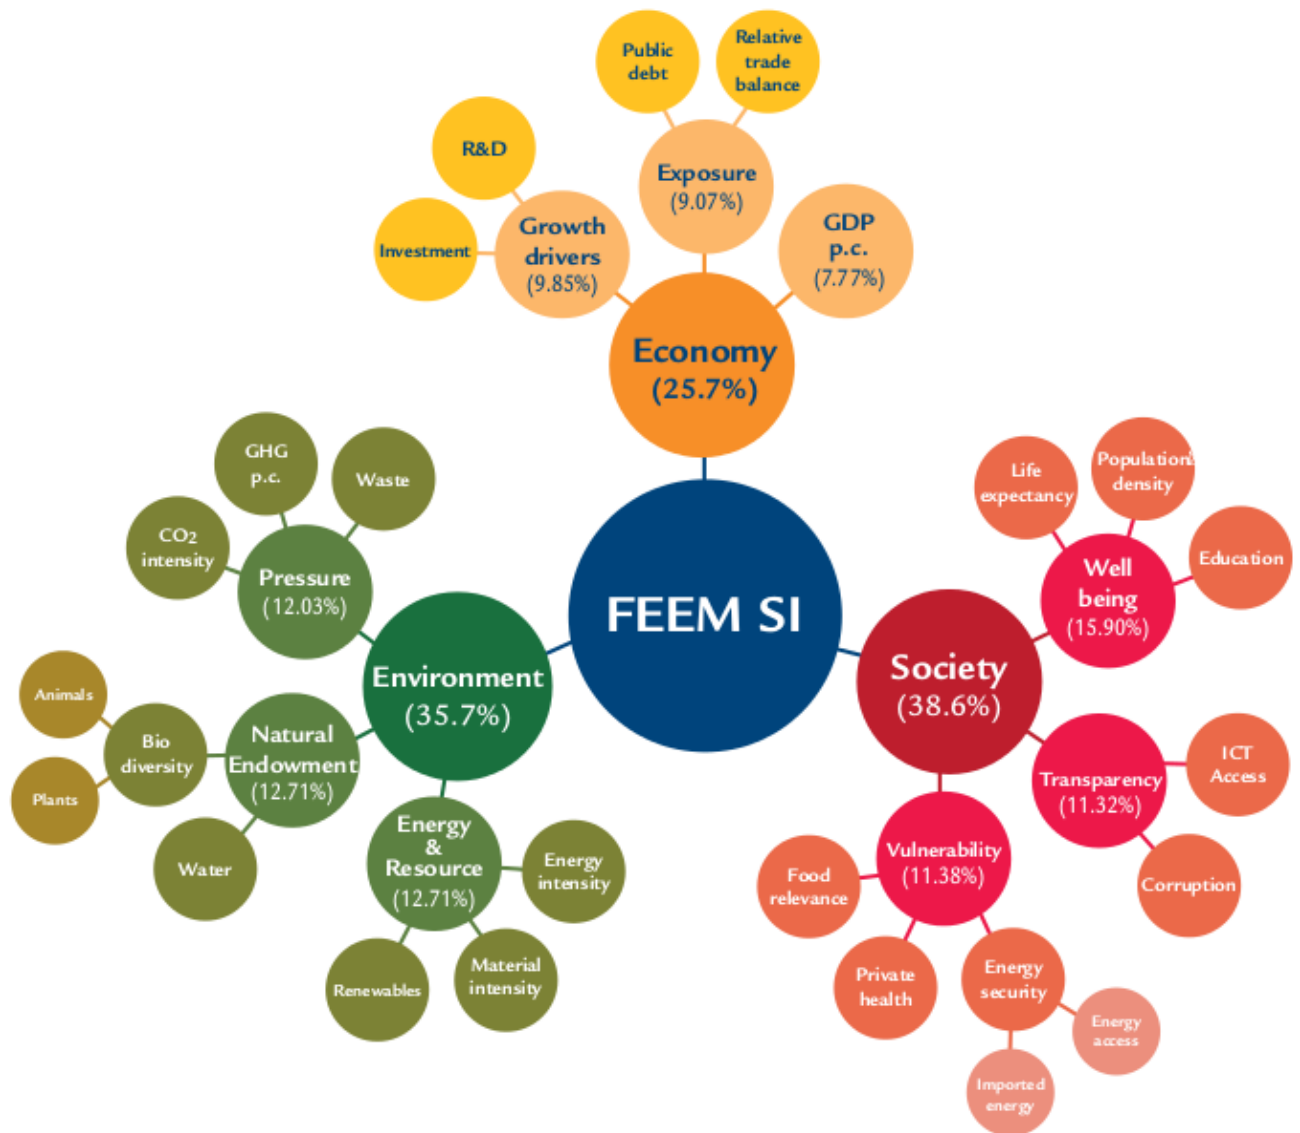 Public
debt
Relative
trade
balance
R&D
Exposure
(9.07%)
Investment
Growth
drivers
(9.85%)
GDP
p.c.
(7.77%)
Economy
(25.7%)
GHG
p.c.
Waste
CO2
intensity
Pressure
(12.03%)
Environment
(35.7%)
Animals
Bio
diversity
Plants
Natural
Endowment
(12.71%)
Water
Energy
&
Resource
(12.71%)
Energy
intensity
Material
intensity
Renewables
FEEM SI
Society
(38.6%)
Life
expectancy
Population
density
Education
Well
being
(15.90%)
Transparency
(11.32%)
ICT
Access
Corruption
Vulnerability
(11.38%)
Food
relevance
Private
health
Energy
security
Energy
access
Imported
energy